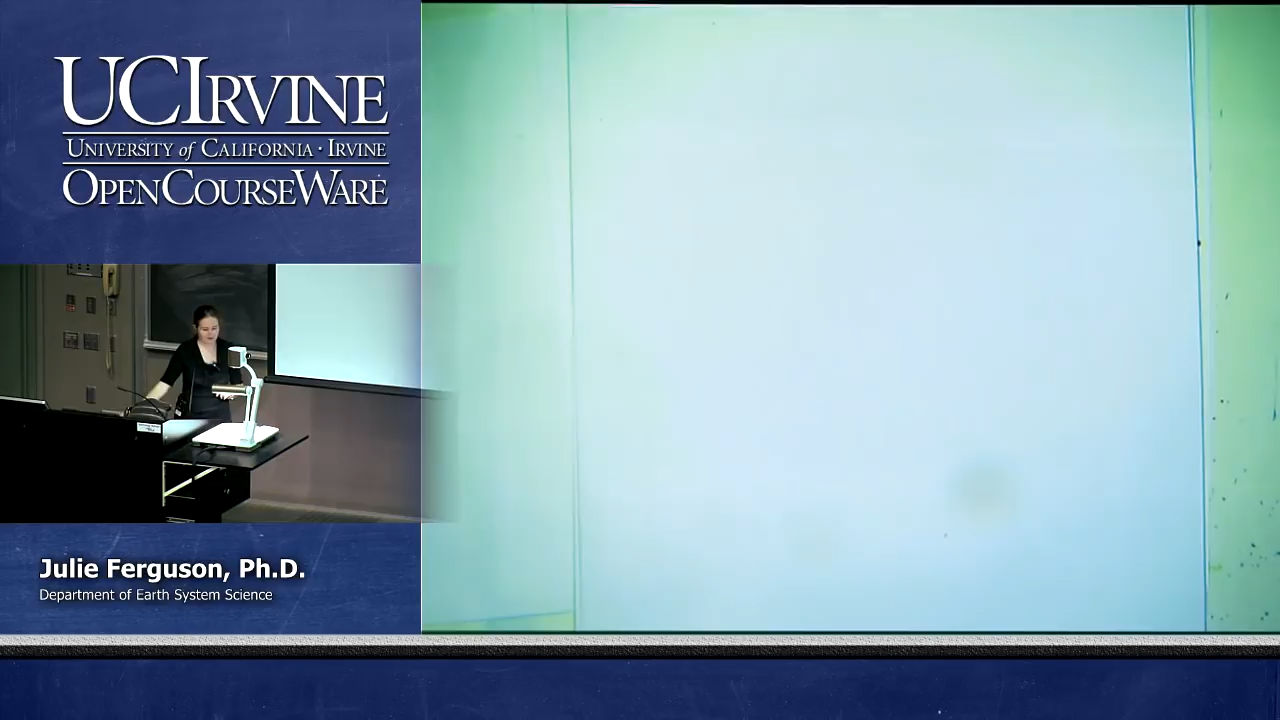 UCIRVINE
UNIVERSITY of CALIFORNIA · IRVINE
OPENCOURSEWARE
Julie Ferguson, Ph.D.
Department of Earth System Science